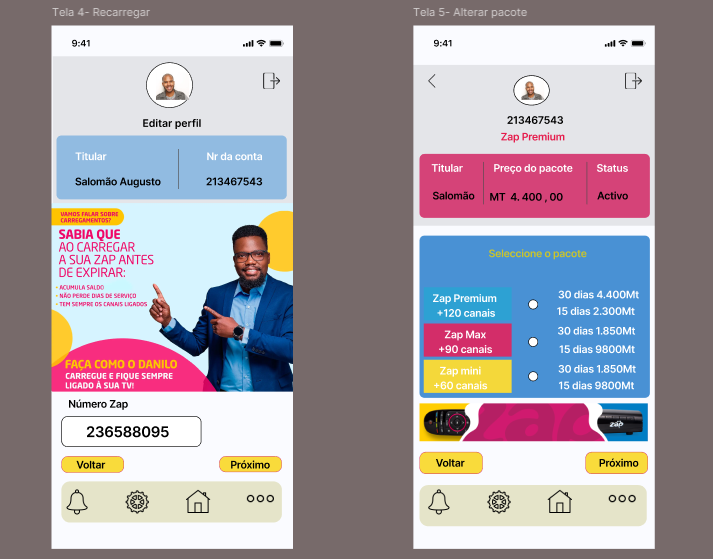 Tela 4- Recarregar
9:41
Editar perfil
Titular
Nr da conta
Salomão Augusto
213467543
VAMOS FALAR SOBRE
CARREGAMENTOS?
SABIA QUE
AO CARREGAR
A SUA ZAP ANTES
DE EXPIRAR:
· ACUMULA SALDO
· NÃO PERDE DIAS DE SERVIÇO
· TEM SEMPRE OS CANAIS LIGADOS
FAÇA COMO O DANILO
CARREGUE E FIQUE SEMPRE
LIGADO À SUA TV!
Número Zap
236588095
Voltar
Próximo
Tela 5- Alterar pacote
9:41
213467543
Zap Premium
Titular
Preço do pacote
Status
Salomão
MT 4. 400 , 00
Activo
Seleccione o pacote
Zap Premium
+120 canais
30 dias 4.400Mt
15 dias 2.300Mt
Zap Max
+90 canais
30 dias 1.850Mt
15 dias 9800Mt
Zap mini
+60 canais
30 dias 1.850Mt
15 dias 9800Mt
zap
zap
Voltar
Próximo